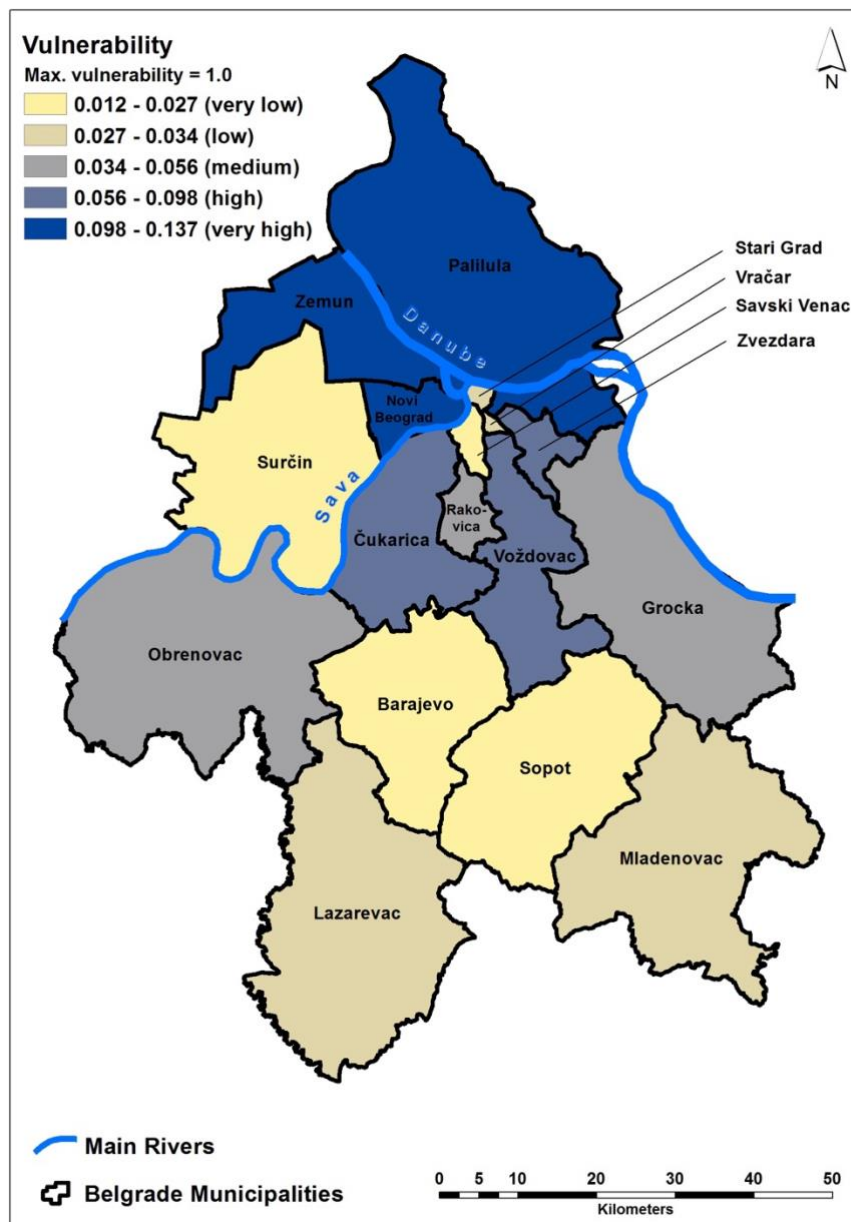 Vulnerability
Max. vulnerability = 1.0
0.012 - 0.027 (very low)
0.027 - 0.034 (low)
0.034 - 0.056 (medium)
0.056 - 0.098 (high)
0.098 - 0.137 (very high)
N
Stari Grad
Vračar
Savski Venac
Zvezdara
Palilula
Zemun
Danube
Novi
Beograd
Surčin
Sava
Čukarica
Rako-
vica
Voždovac
Grocka
Obrenovac
Barajevo
Sopot
Mladenovac
Lazarevac
Main Rivers
Belgrade Municipalities
0 5 10 20 30 40 50
Kilometers